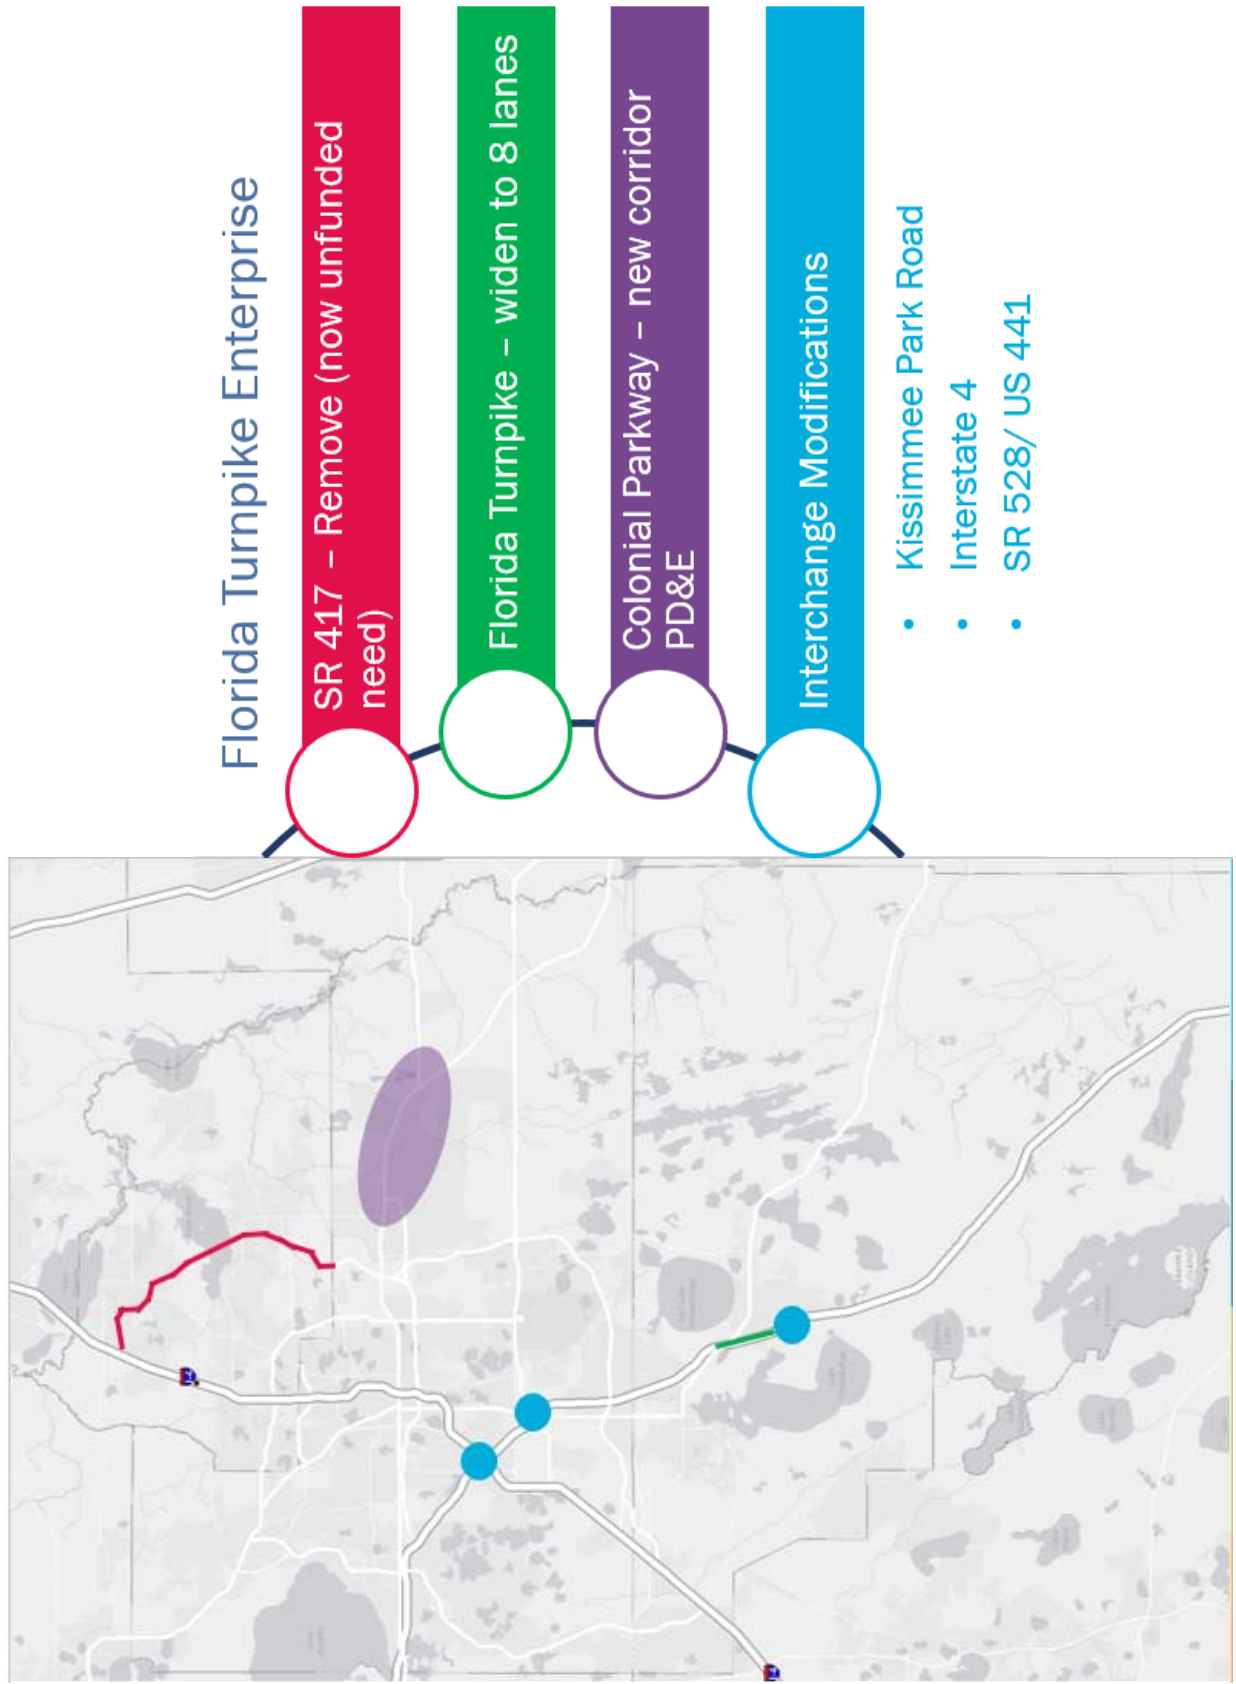 Florida Turnpike Enterprise
SR 417 – Remove (now unfunded
need)
Florida Turnpike – widen to 8 lanes
Colonial Parkway – new corridor
PD&E
Interchange Modifications
• Kissimmee Park Road
• Interstate 4
• SR 528/ US 441